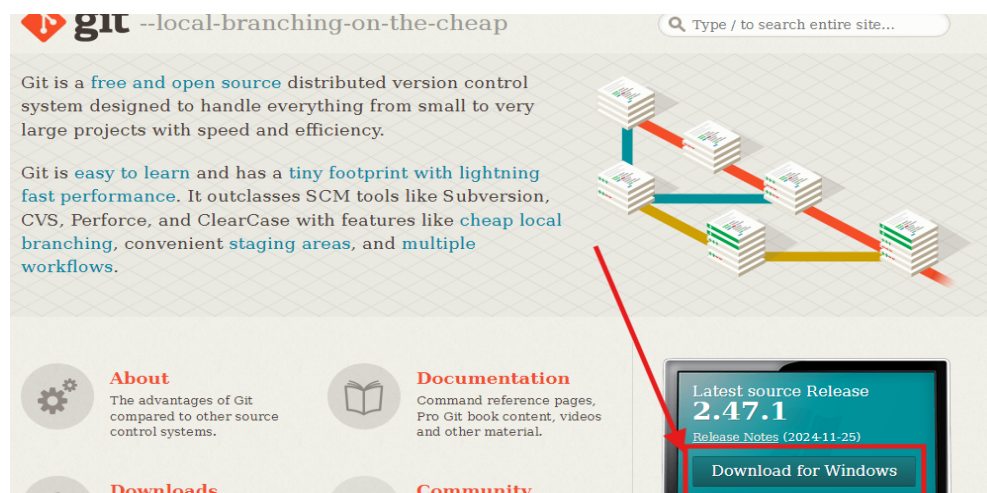 git --local-branching-on-the-cheap
Type / to search entire site...
Git is a free and open source distributed version control
system designed to handle everything from small to very
large projects with speed and efficiency.
Git is easy to learn and has a tiny footprint with lightning
fast performance. It outclasses SCM tools like Subversion,
CVS, Perforce, and ClearCase with features like cheap local
branching, convenient staging areas, and multiple
workflows.
About
The advantages of Git
compared to other source
control systems.
Documentation
Command reference pages,
Pro Git book content, videos
and other material.
Latest source Release
2.47.1
Release Notes (2024-11-25)
Download for Windows
Downloads
Community